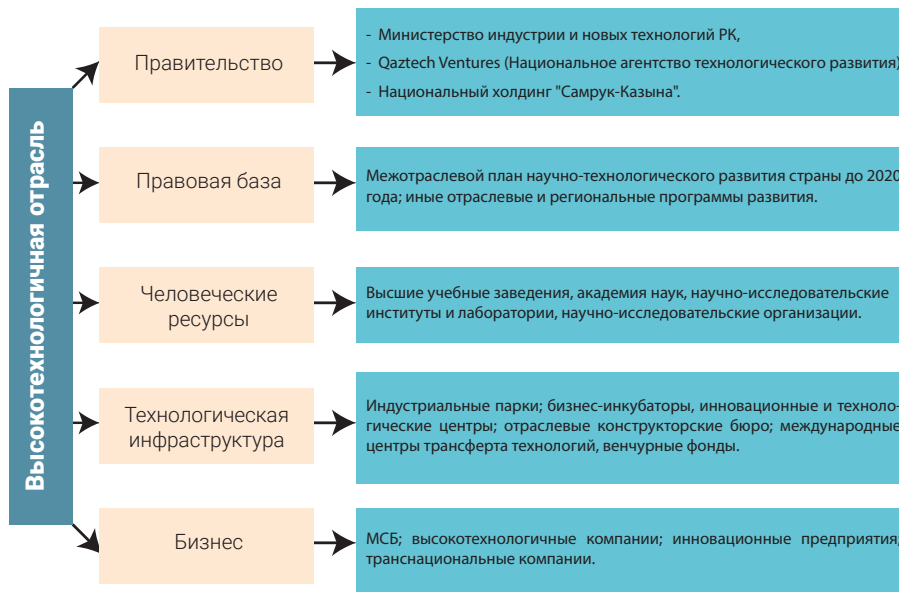 Высокотехнологичная отрасль
Правительство
- Министерство индустрии и новых технологий РК,
- Qaztech Ventures (Национальное агентство технологического развития)
- Национальный холдинг "Самрук-Казына".
Правовая база
Межотраслевой план научно-технологического развития страны до 2020
года; иные отраслевые и региональные программы развития.
Человеческие
ресурсы
Высшие учебные заведения, академия наук, научно-исследовательские
институты и лаборатории, научно-исследовательские организации.
Технологическая
инфраструктура
Индустриальные парки; бизнес-инкубаторы, инновационные и техноло-
гические центры; отраслевые конструкторские бюро; международные
центры трансферта технологий, венчурные фонды.
Бизнес
МСБ; высокотехнологичные компании; инновационные предприятия;
транснациональные компании.